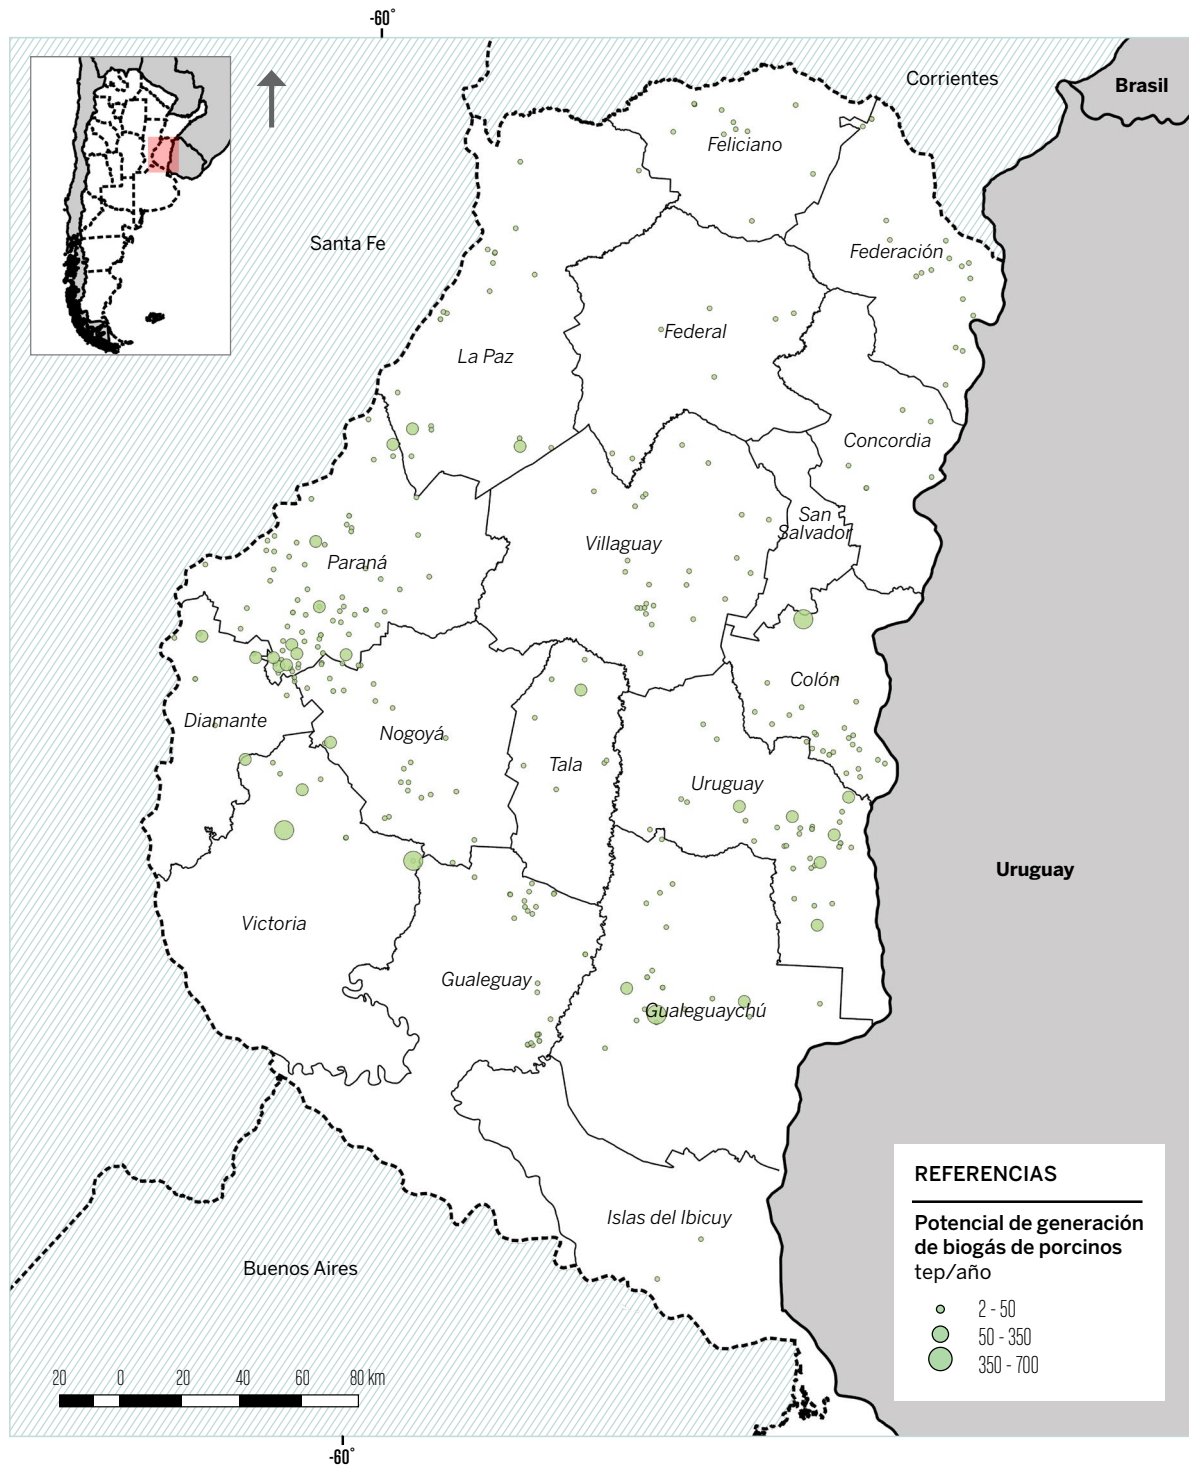 -60°
Corrientes
Brasil
Feliciano
Santa Fe
Federación
Federal
La Paz
Concordia
San
Salvador
Villaguay
Paraná
Colón
Diamante
Nogoyá
Tala
Uruguay
Uruguay
Victoria
Gualeguay
Gualeguaychú
Islas del Ibicuy
Buenos Aires
REFERENCIAS
Potencial de generación
de biogás de porcinos
tep/año
2 - 50
50 - 350
350 - 700
20 0 20 40 60 80 km
-60°